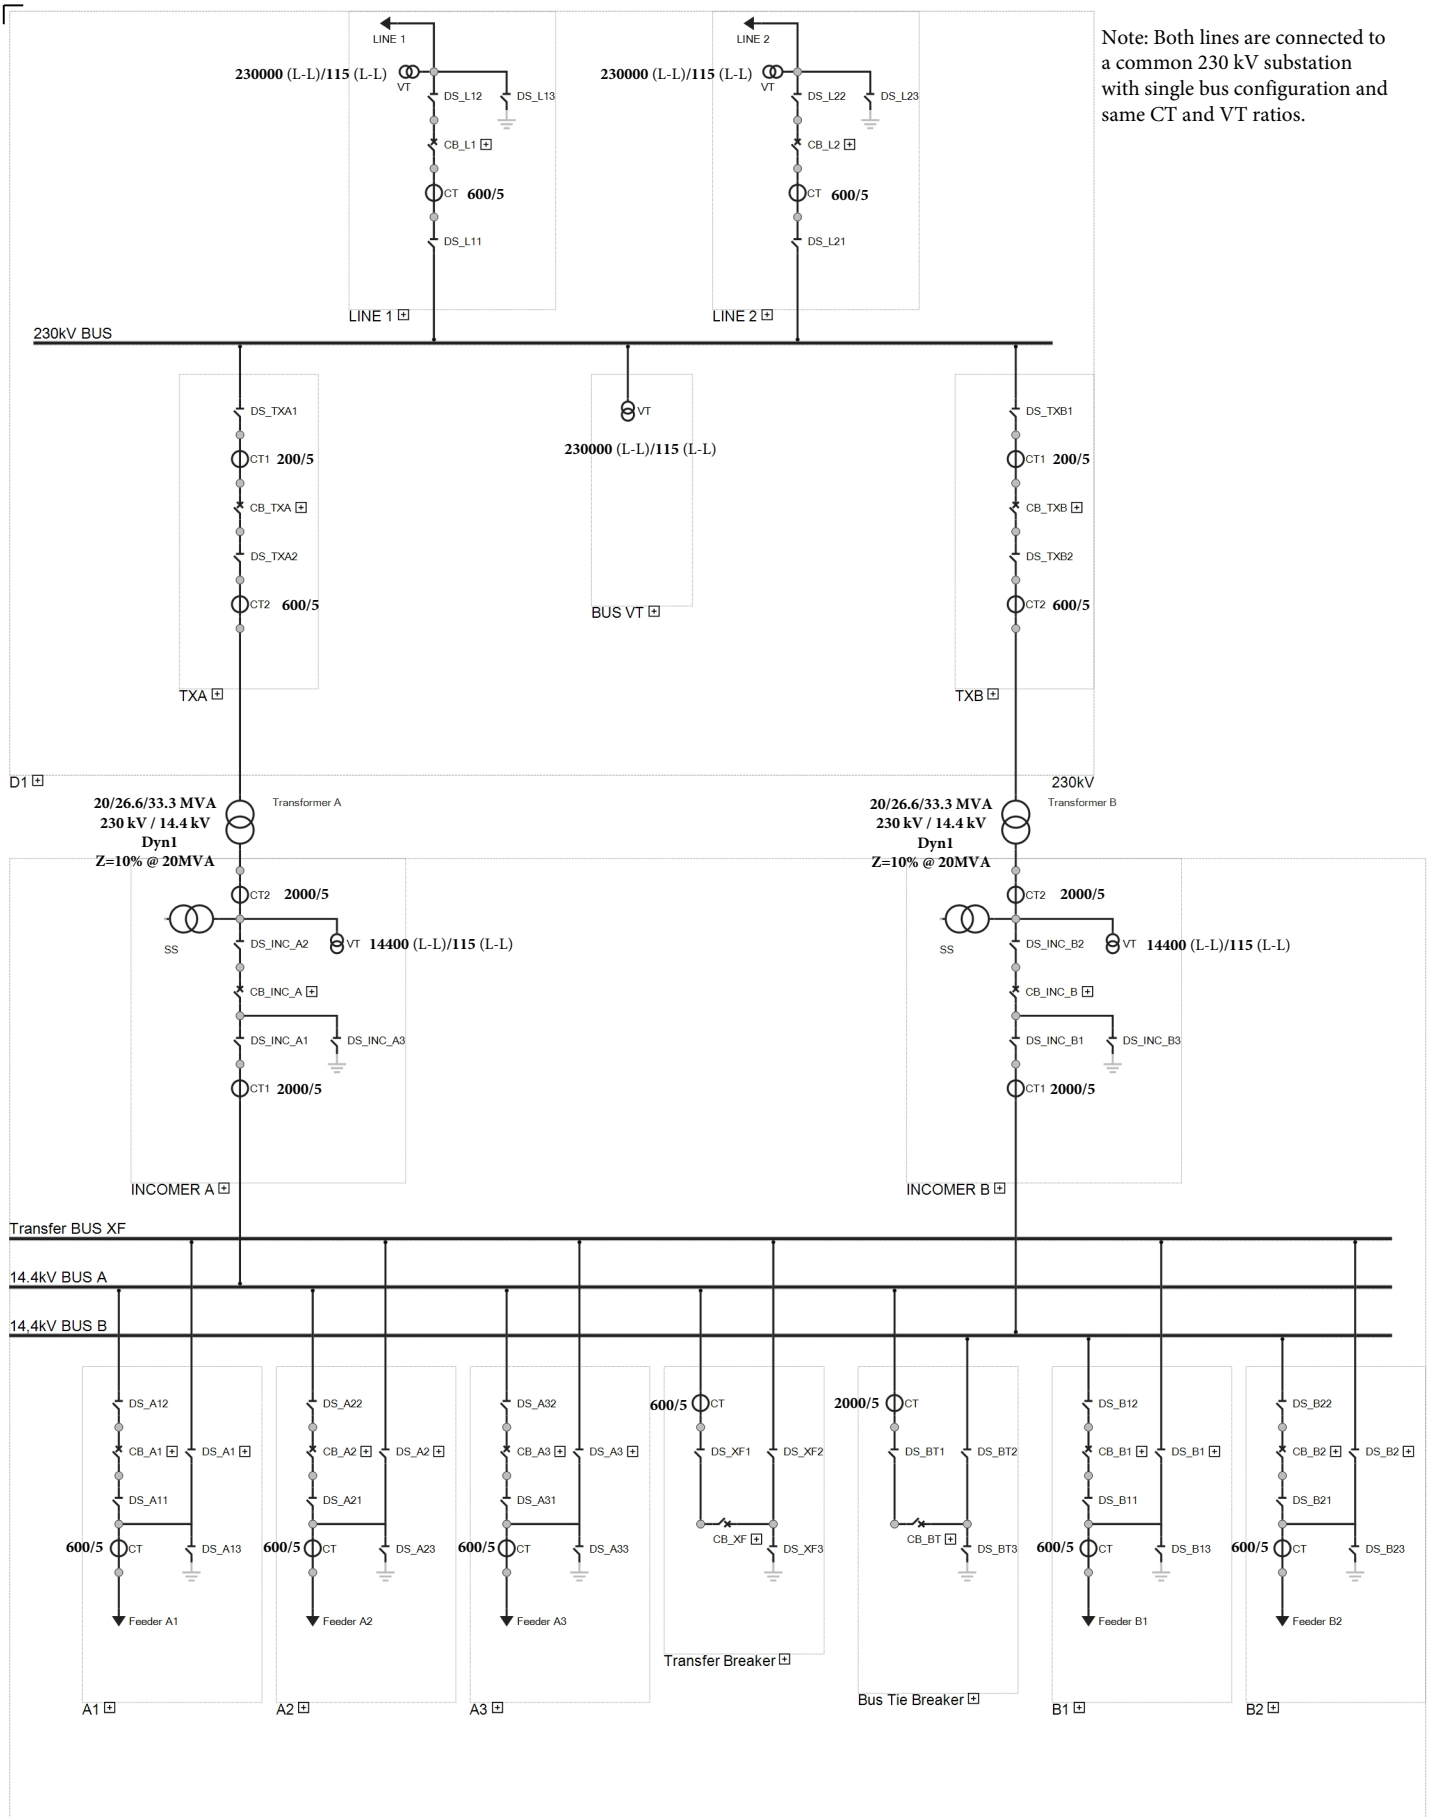 LINE 1
230000 (L-L)/115 (L-L)
VT
DS_L12
DS_L13
CB_L1
CT 600/5
DS_L11
LINE 1
LINE 2
230000 (L-L)/115 (L-L)
VT
DS_L22
DS_L23
CB_L2
CT 600/5
DS_L21
LINE 2
Note: Both lines are connected to
a common 230 kV substation
with single bus configuration and
same CT and VT ratios.
230kV BUS
DS_TXA1
CT1 200/5
CB_TXA
DS_TXA2
CT2 600/5
TXA
VT
230000 (L-L)/115 (L-L)
BUS VT
DS_TXB1
CT1 200/5
CB_TXB
DS_TXB2
CT2 600/5
TXB
D1
230kV
20/26.6/33.3 MVA
230 kV / 14.4 kV
Dyn1
Z=10% @ 20MVA
Transformer A
20/26.6/33.3 MVA
230 kV / 14.4 kV
Dyn1
Z=10% @ 20MVA
Transformer B
CT2 2000/5
SS
DS_INC_A2
VT 14400 (L-L)/115 (L-L)
CB_INC_A
DS_INC_A1
DS_INC_A3
CT1 2000/5
INCOMER A
CT2 2000/5
SS
DS_INC_B2
VT 14400 (L-L)/115 (L-L)
CB_INC_B
DS_INC_B1
DS_INC_B3
CT1 2000/5
INCOMER B
Transfer BUS XF
14.4kV BUS A
14,4kV BUS B
DS_A12
CB_A1
DS_A1
DS_A11
600/5 CT
DS_A13
Feeder A1
A1
DS_A22
CB_A2
DS_A2
DS_A21
600/5 CT
DS_A23
Feeder A2
A2
DS_A32
CB_A3
DS_A3
DS_A31
600/5 CT
DS_A33
Feeder A3
A3
600/5 CT
DS_XF1
DS_XF2
CB_XF
DS_XF3
Transfer Breaker
2000/5 CT
DS_BT1
DS_BT2
CB_BT
DS_BT3
Bus Tie Breaker
DS_B12
CB_B1
DS_B1
DS_B11
600/5 CT
DS_B13
Feeder B1
B1
DS_B22
CB_B2
DS_B2
DS_B21
600/5 CT
DS_B23
Feeder B2
B2